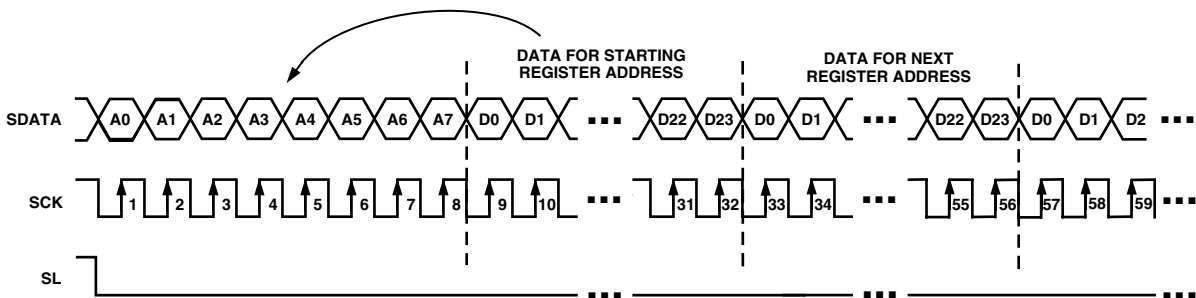 DATA FOR STARTING
REGISTER ADDRESS
DATA FOR NEXT
REGISTER ADDRESS
SDATA A0 A1 A2 A3 A4 A5 A6 A7 D0 D1 D22 D23 D0 D1 D22 D23 D0 D1 D2
SCK 1 2 3 4 5 6 7 8 9 10 31 32 33 34 55 56 57 58 59
SL